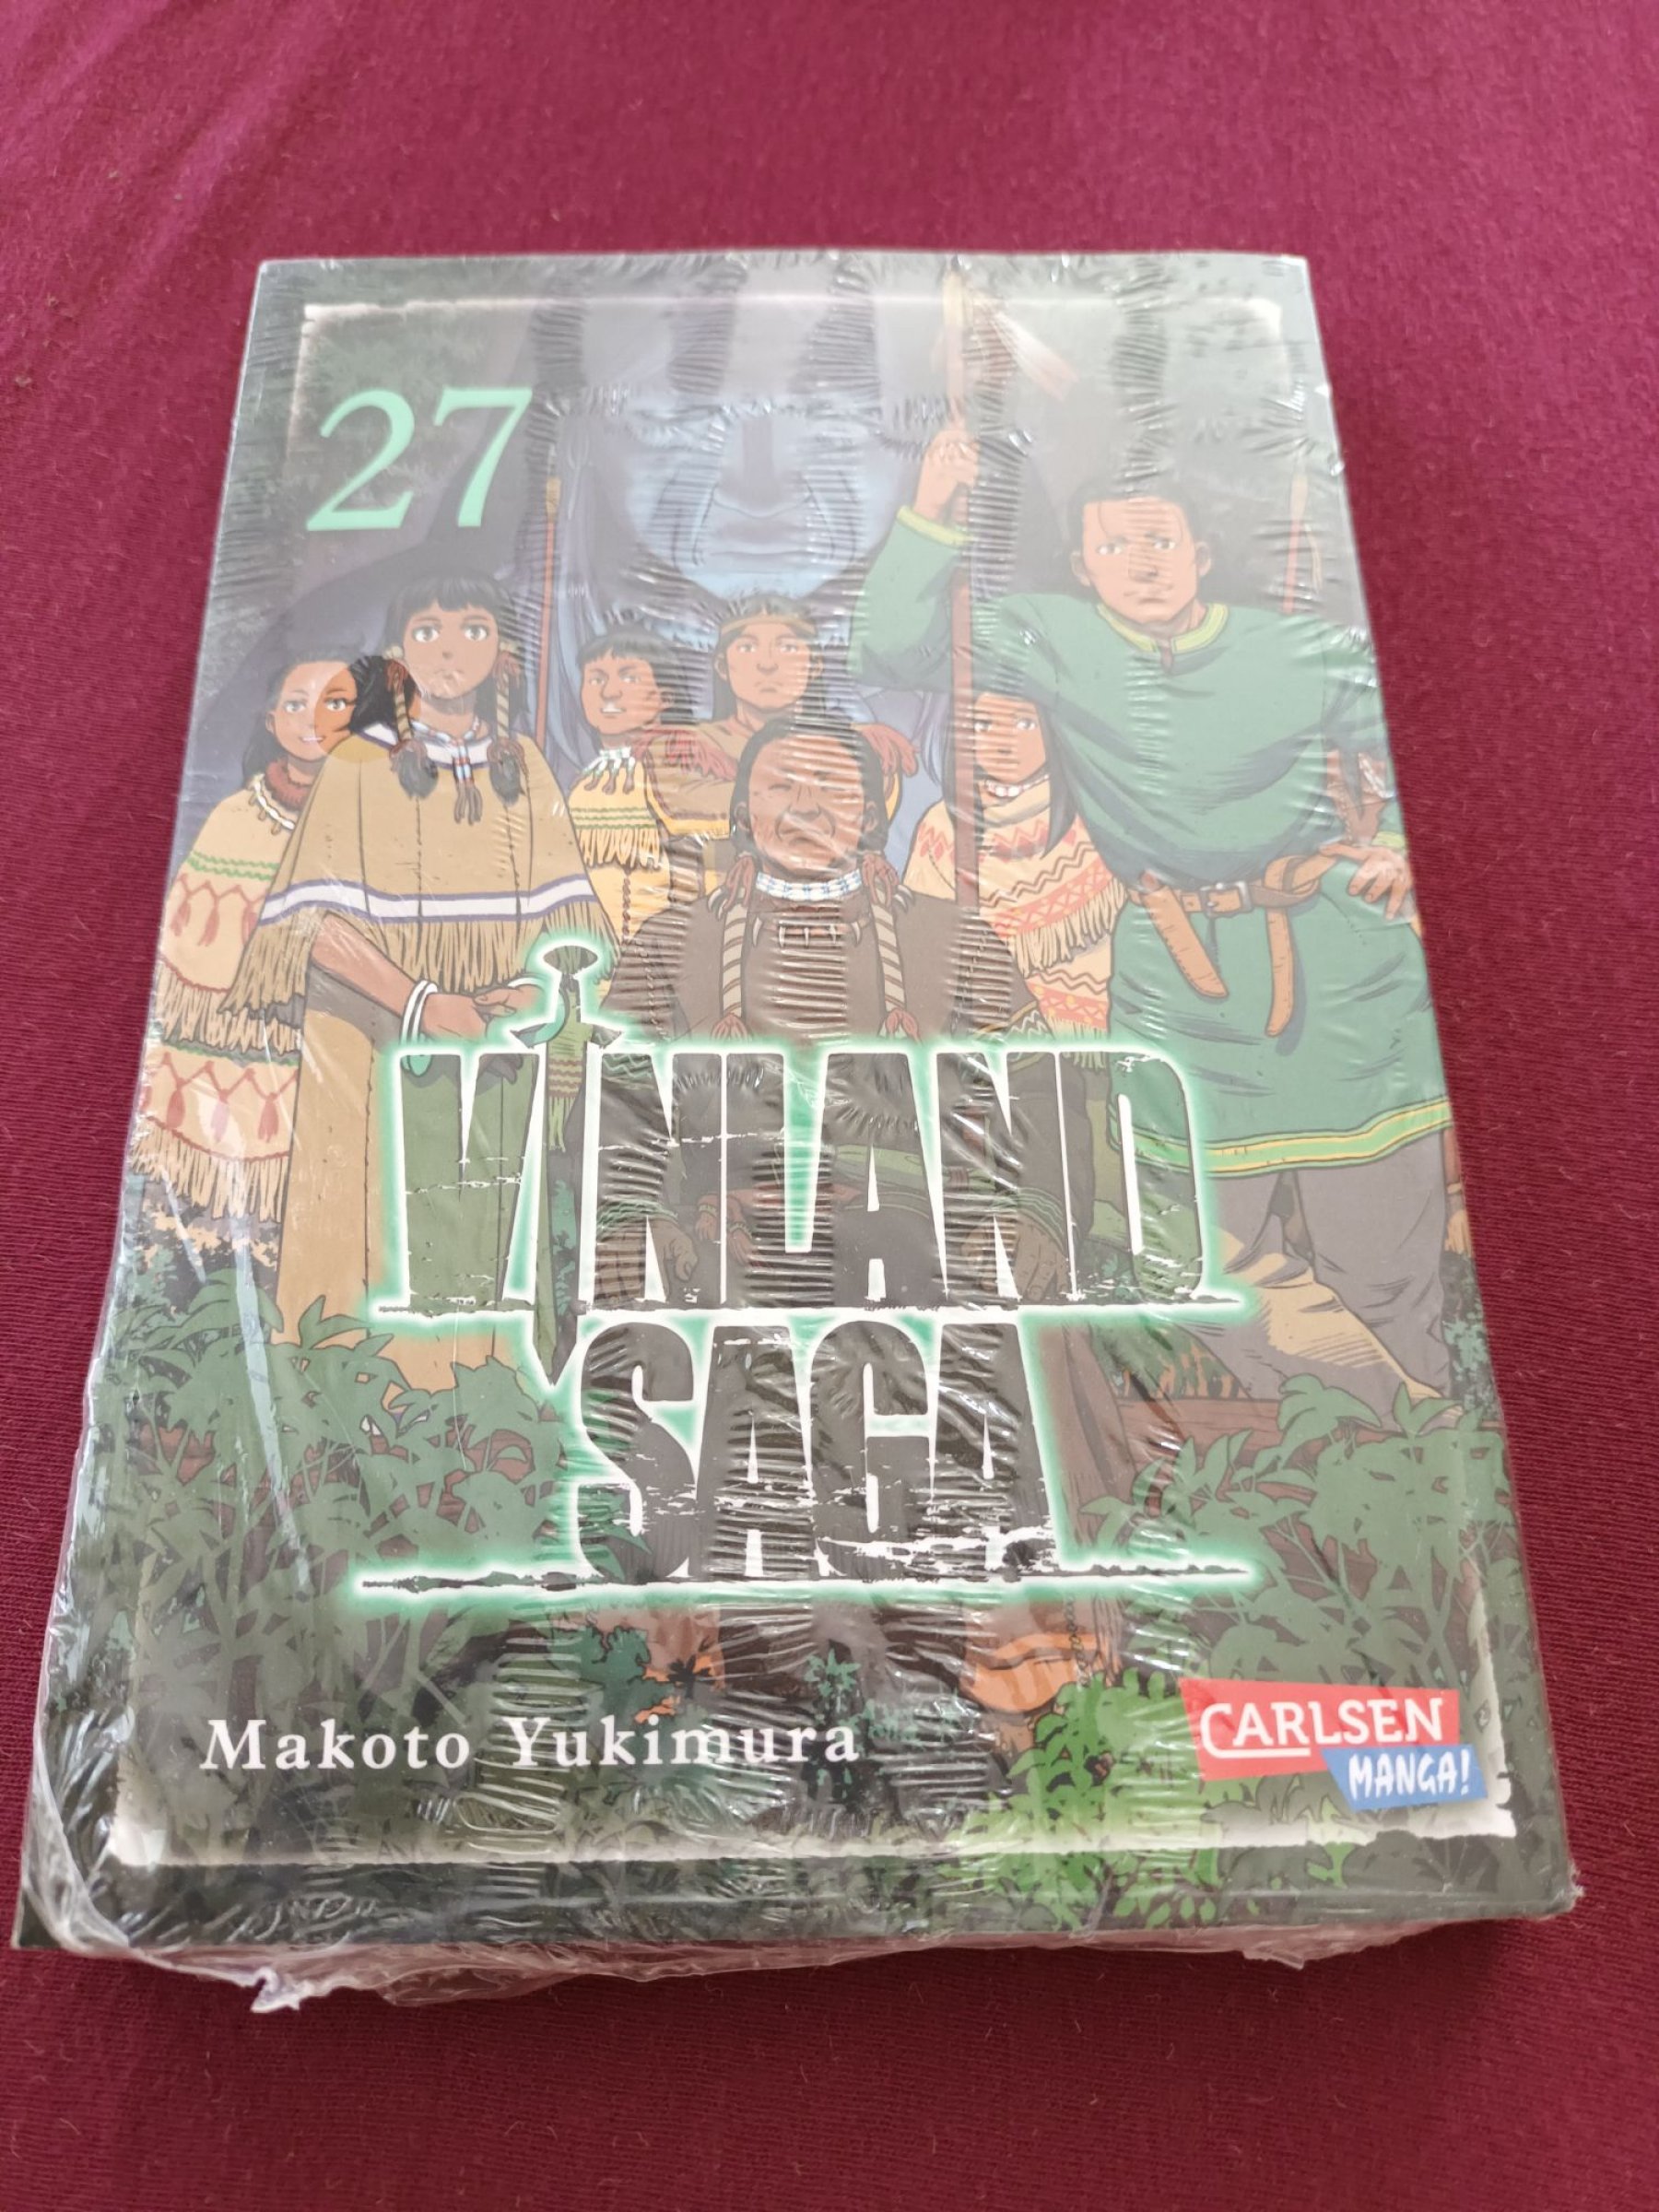 27
VINLAND
SAGA
Makoto Yukimura
CARLSEN
MANGA!